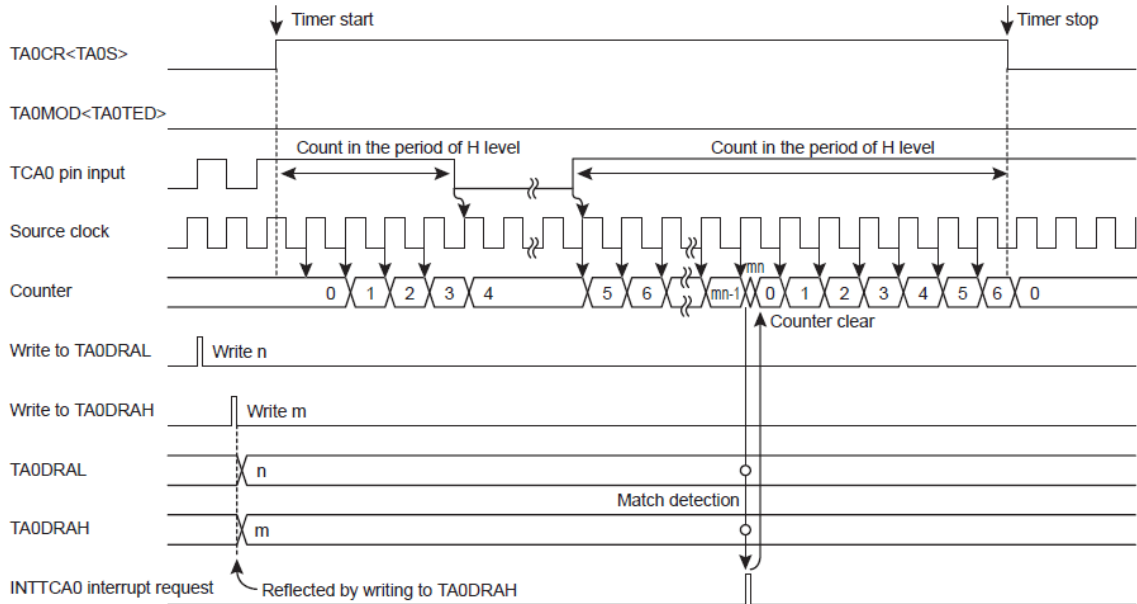 Timer start
Timer stop
TA0CR<TA0S>
TA0MOD<TA0TED>
Count in the period of H level
Count in the period of H level
TCA0 pin input
Source clock
mn
Counter
0 1 2 3 4 5 6 mn-1 0 1 2 3 4 5 6 0
Counter clear
Write to TA0DRAL
Write n
Write to TA0DRAH
Write m
TA0DRAL
n
Match detection
TA0DRAH
m
INTTCA0 interrupt request
Reflected by writing to TA0DRAH